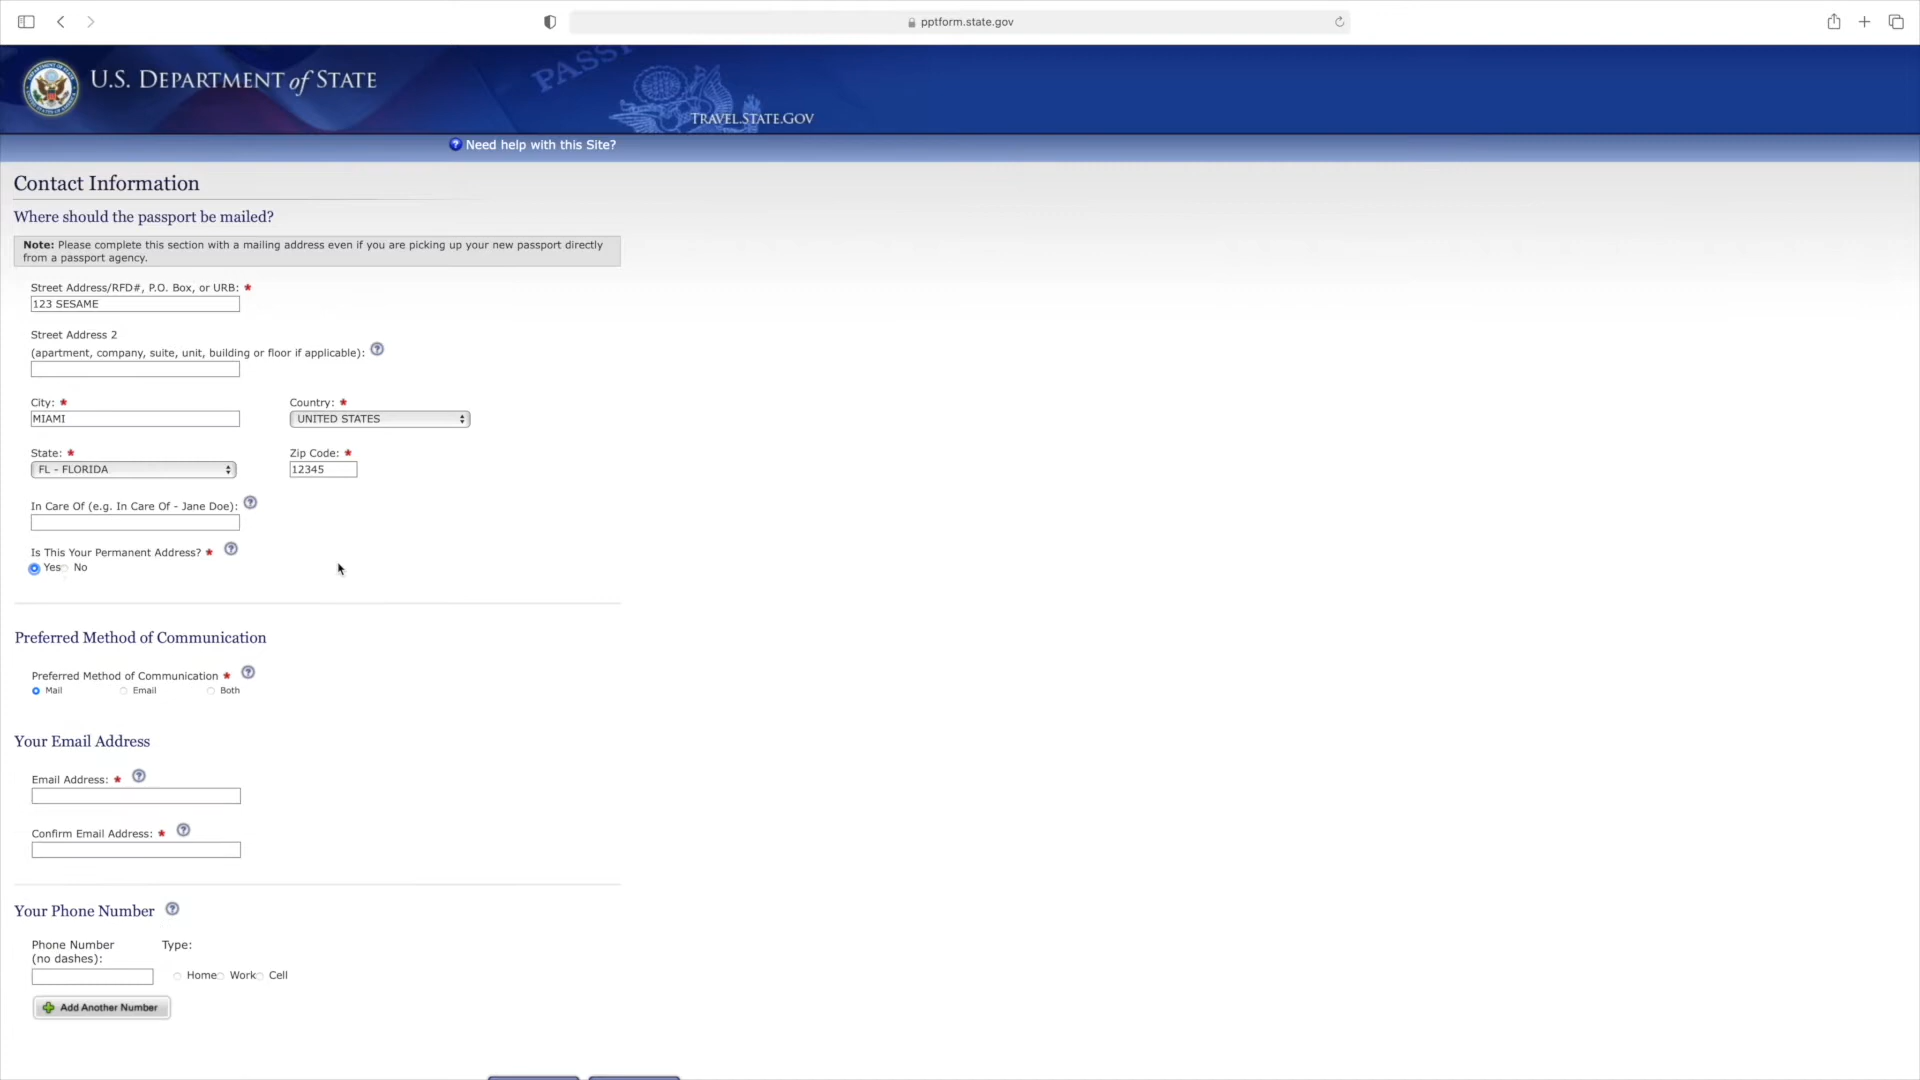 pptform.state.gov
U.S. DEPARTMENT of STATE
PASS
TRAVEL.STATE.GOV
Need help with this Site?
Contact Information
Where should the passport be mailed?
Note: Please complete this section with a mailing address even if you are picking up your new passport directly
from a passport agency.
Street Address/RFD#, P.O. Box, or URB: *
123 SESAME
Street Address 2
(apartment, company, suite, unit, building or floor if applicable):
City: * Country: *
MIAMI UNITED STATES
State: * Zip Code: *
FL - FLORIDA 12345
In Care Of (e.g. In Care Of - Jane Doe):
Is This Your Permanent Address? *
Yes No
Preferred Method of Communication
Preferred Method of Communication *
Mail Email Both
Your Email Address
Email Address: *
Confirm Email Address: *
Your Phone Number
Phone Number Type:
(no dashes):
Home Work Cell
Add Another Number